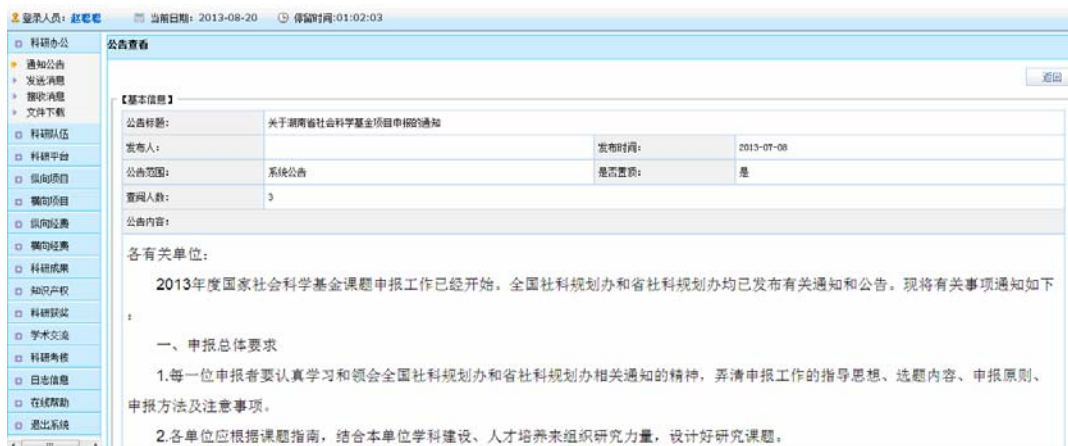 登录人员：赵君君 当前日期：2013-08-20 停留时间:01:02:03
科研办公
通知公告
发送消息
接收消息
文件下载
科研队伍
科研平台
纵向项目
横向项目
纵向经费
横向经费
科研成果
知识产权
科研获奖
学术交流
科研考核
日志信息
在线帮助
退出系统
公告查看
返回
【基本信息】
公告标题： 关于湖南省社会科学基金项目申报的通知
发布人： 发布时间： 2013-07-08
公告范围： 系统公告 是否置顶： 是
查阅人数： 3
公告内容：
各有关单位：
2013年度国家社会科学基金课题申报工作已经开始。全国社科规划办和省社科规划办均已发布有关通知和公告。现将有关事项通知如下
：
一、申报总体要求
1.每一位申报者要认真学习和领会全国社科规划办和省社科规划办相关通知的精神，弄清申报工作的指导思想、选题内容、申报原则、
申报方法及注意事项。
2.各单位应根据课题指南，结合本单位学科建设、人才培养来组织研究力量，设计好研究课题。